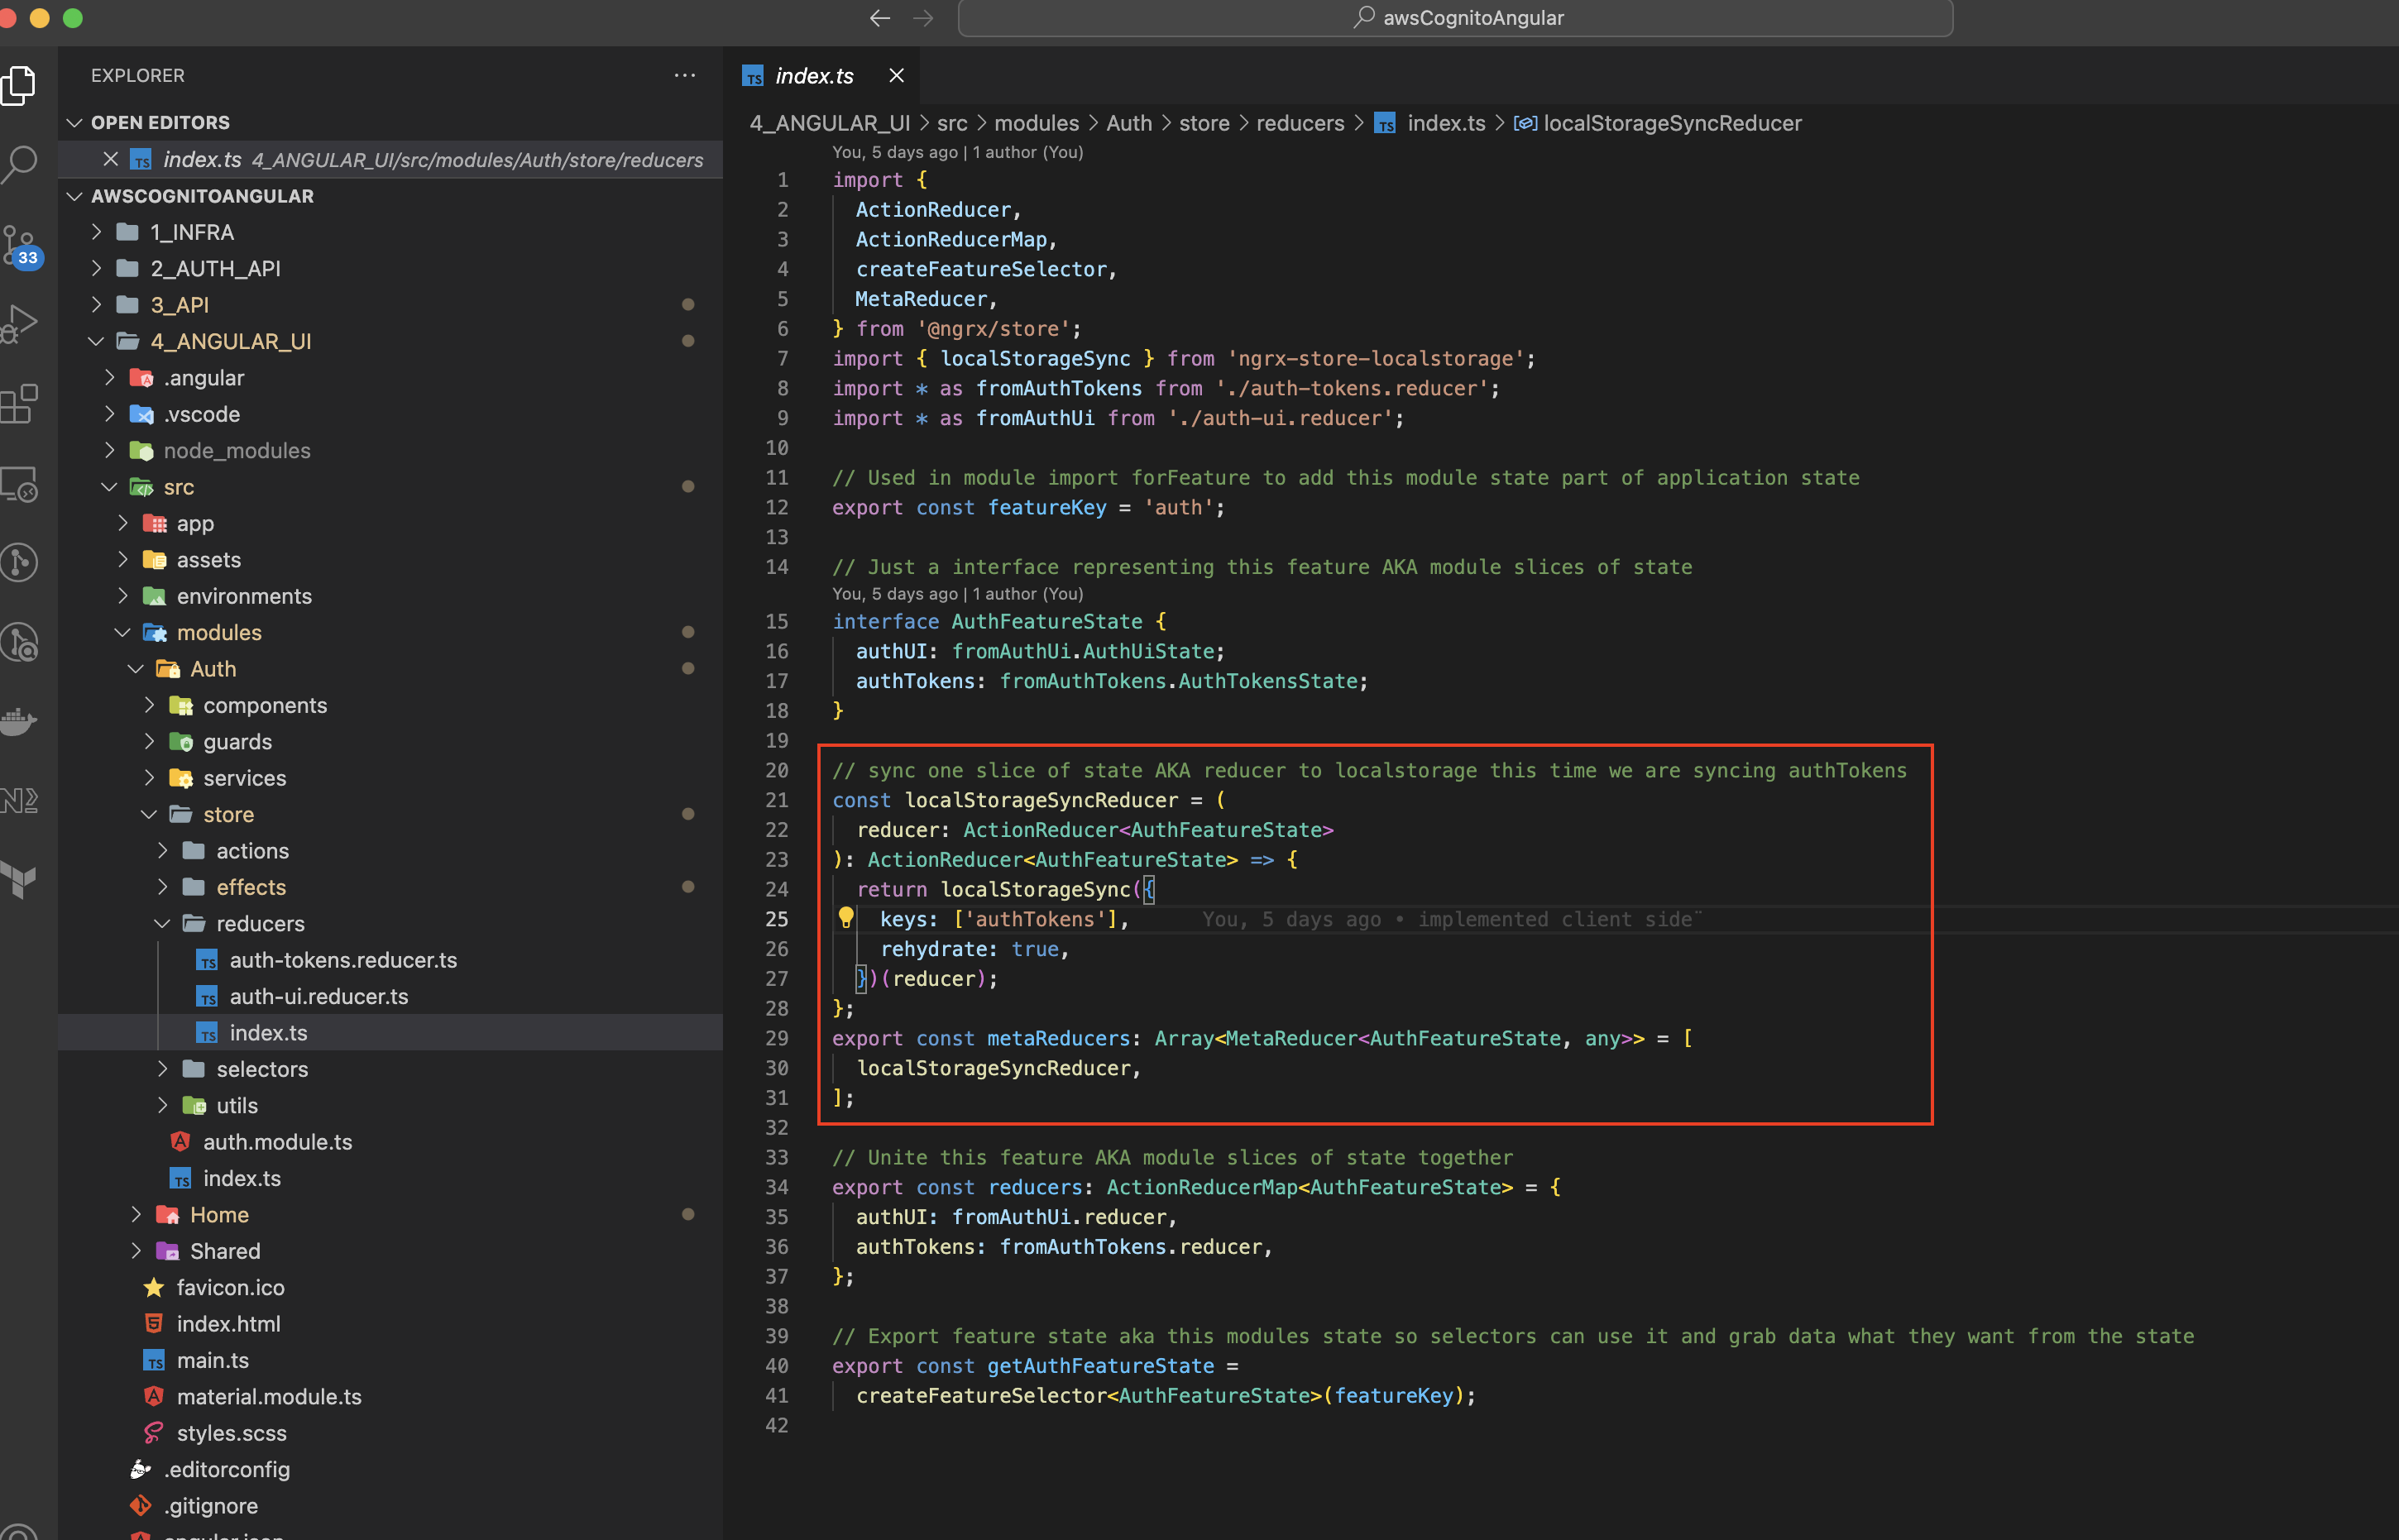 awsCognitoAngular
EXPLORER
OPEN EDITORS
index.ts 4_ANGULAR_UI/src/modules/Auth/store/reducers
AWSCOGNITOANGULAR
1_INFRA
2_AUTH_API
3_API
4_ANGULAR_UI
.angular
.vscode
node_modules
src
app
assets
environments
modules
Auth
components
guards
services
store
actions
effects
reducers
auth-tokens.reducer.ts
auth-ui.reducer.ts
index.ts
selectors
utils
auth.module.ts
index.ts
Home
Shared
favicon.ico
index.html
main.ts
material.module.ts
styles.scss
.editorconfig
.gitignore
33
index.ts
4_ANGULAR_UI > src > modules > Auth > store > reducers > TS index.ts > localStorageSyncReducer
You, 5 days ago | 1 author (You)
1 import {
2 ActionReducer,
3 ActionReducerMap,
4 createFeatureSelector,
5 MetaReducer,
6 } from '@ngrx/store';
7 import { localStorageSync } from 'ngrx-store-localstorage';
8 import * as fromAuthTokens from './auth-tokens.reducer';
9 import * as fromAuthUi from './auth-ui.reducer';
10
11 // Used in module import forFeature to add this module state part of application state
12 export const featureKey = 'auth';
13
14 // Just a interface representing this feature AKA module slices of state
You, 5 days ago | 1 author (You)
15 interface AuthFeatureState {
16 authUI: fromAuthUi.AuthUiState;
17 authTokens: fromAuthTokens.AuthTokensState;
18 }
19
20 // sync one slice of state AKA reducer to localstorage this time we are syncing authTokens
21 const localStorageSyncReducer = (
22 reducer: ActionReducer<AuthFeatureState>
23 ): ActionReducer<AuthFeatureState> => {
24 return localStorageSync({
25 keys: ['authTokens'], You, 5 days ago • implemented client side¨
26 rehydrate: true,
27 })(reducer);
28 };
29 export const metaReducers: Array<MetaReducer<AuthFeatureState, any>> = [
30 localStorageSyncReducer,
31 ];
32
33 // Unite this feature AKA module slices of state together
34 export const reducers: ActionReducerMap<AuthFeatureState> = {
35 authUI: fromAuthUi.reducer,
36 authTokens: fromAuthTokens.reducer,
37 };
38
39 // Export feature state aka this modules state so selectors can use it and grab data what they want from the state
40 export const getAuthFeatureState =
41 createFeatureSelector<AuthFeatureState>(featureKey);
42